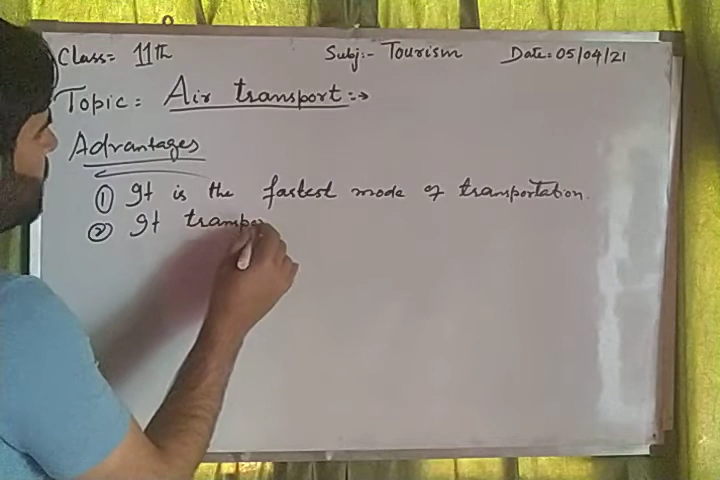 Class= 11th Subj:- Tourism Date: 05/04/21
Topic: Air transport:→
Advantages
① It is the fastest mode of transportation.
② It transpo